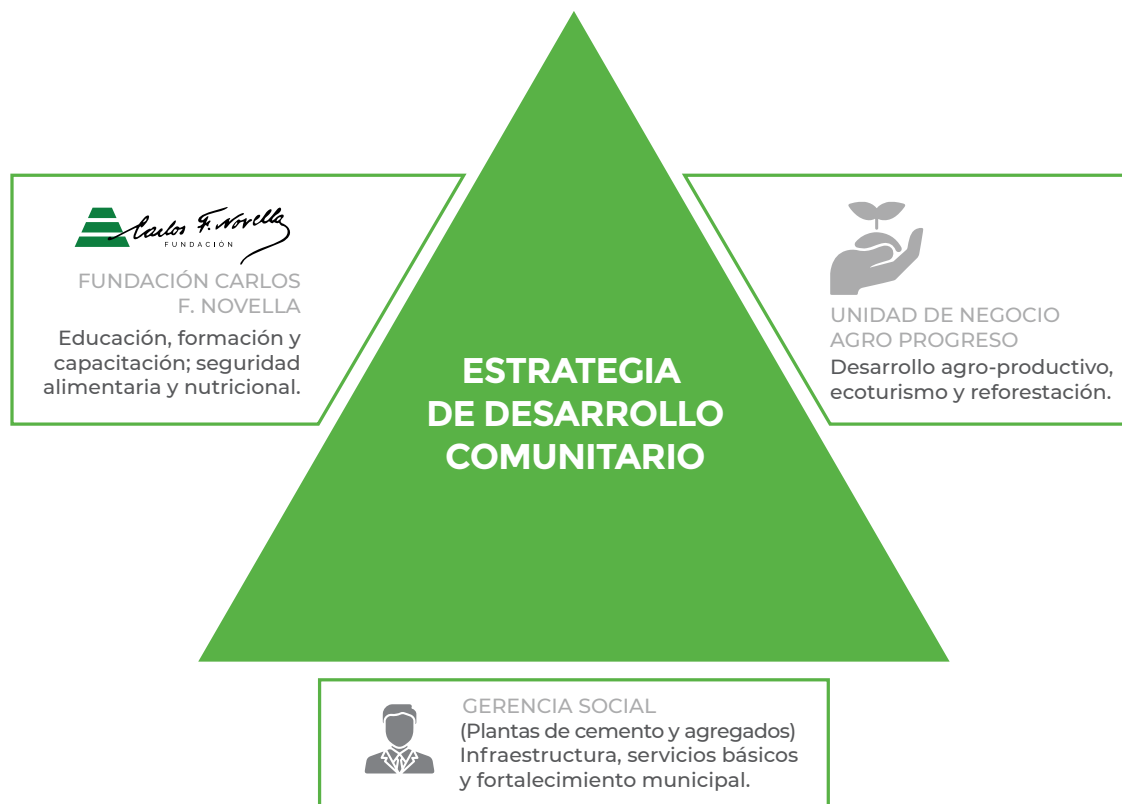 Carlos F. Novella
FUNDACIÓN
FUNDACIÓN CARLOS
F. NOVELLA
Educación, formación y
capacitación; seguridad
alimentaria y nutricional.
UNIDAD DE NEGOCIO
AGRO PROGRESO
Desarrollo agro-productivo,
ecoturismo y reforestación.
ESTRATEGIA
DE DESARROLLO
COMUNITARIO
GERENCIA SOCIAL
(Plantas de cemento y agregados)
Infraestructura, servicios básicos
y fortalecimiento municipal.